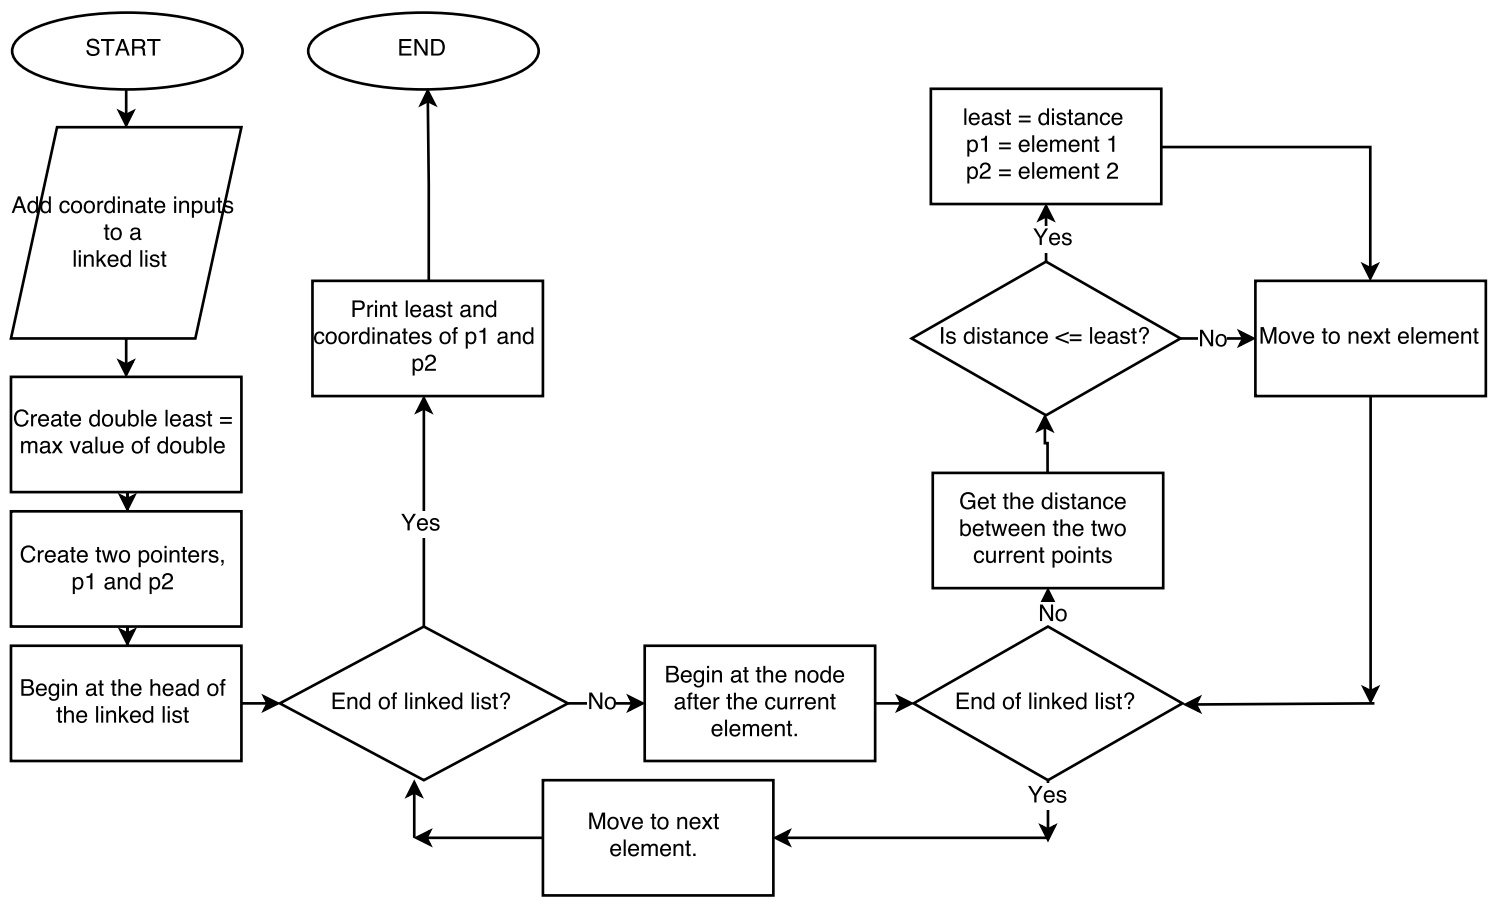 START
Add coordinate inputs
to a
linked list
Create double least =
max value of double
Create two pointers,
p1 and p2
Begin at the head of
the linked list
End of linked list?
Yes
Print least and
coordinates of p1 and
p2
END
No
Begin at the node
after the current
element.
End of linked list?
No
Get the distance
between the two
current points
Is distance <= least?
Yes
least = distance
p1 = element 1
p2 = element 2
No
Move to next element
Yes
Move to next
element.